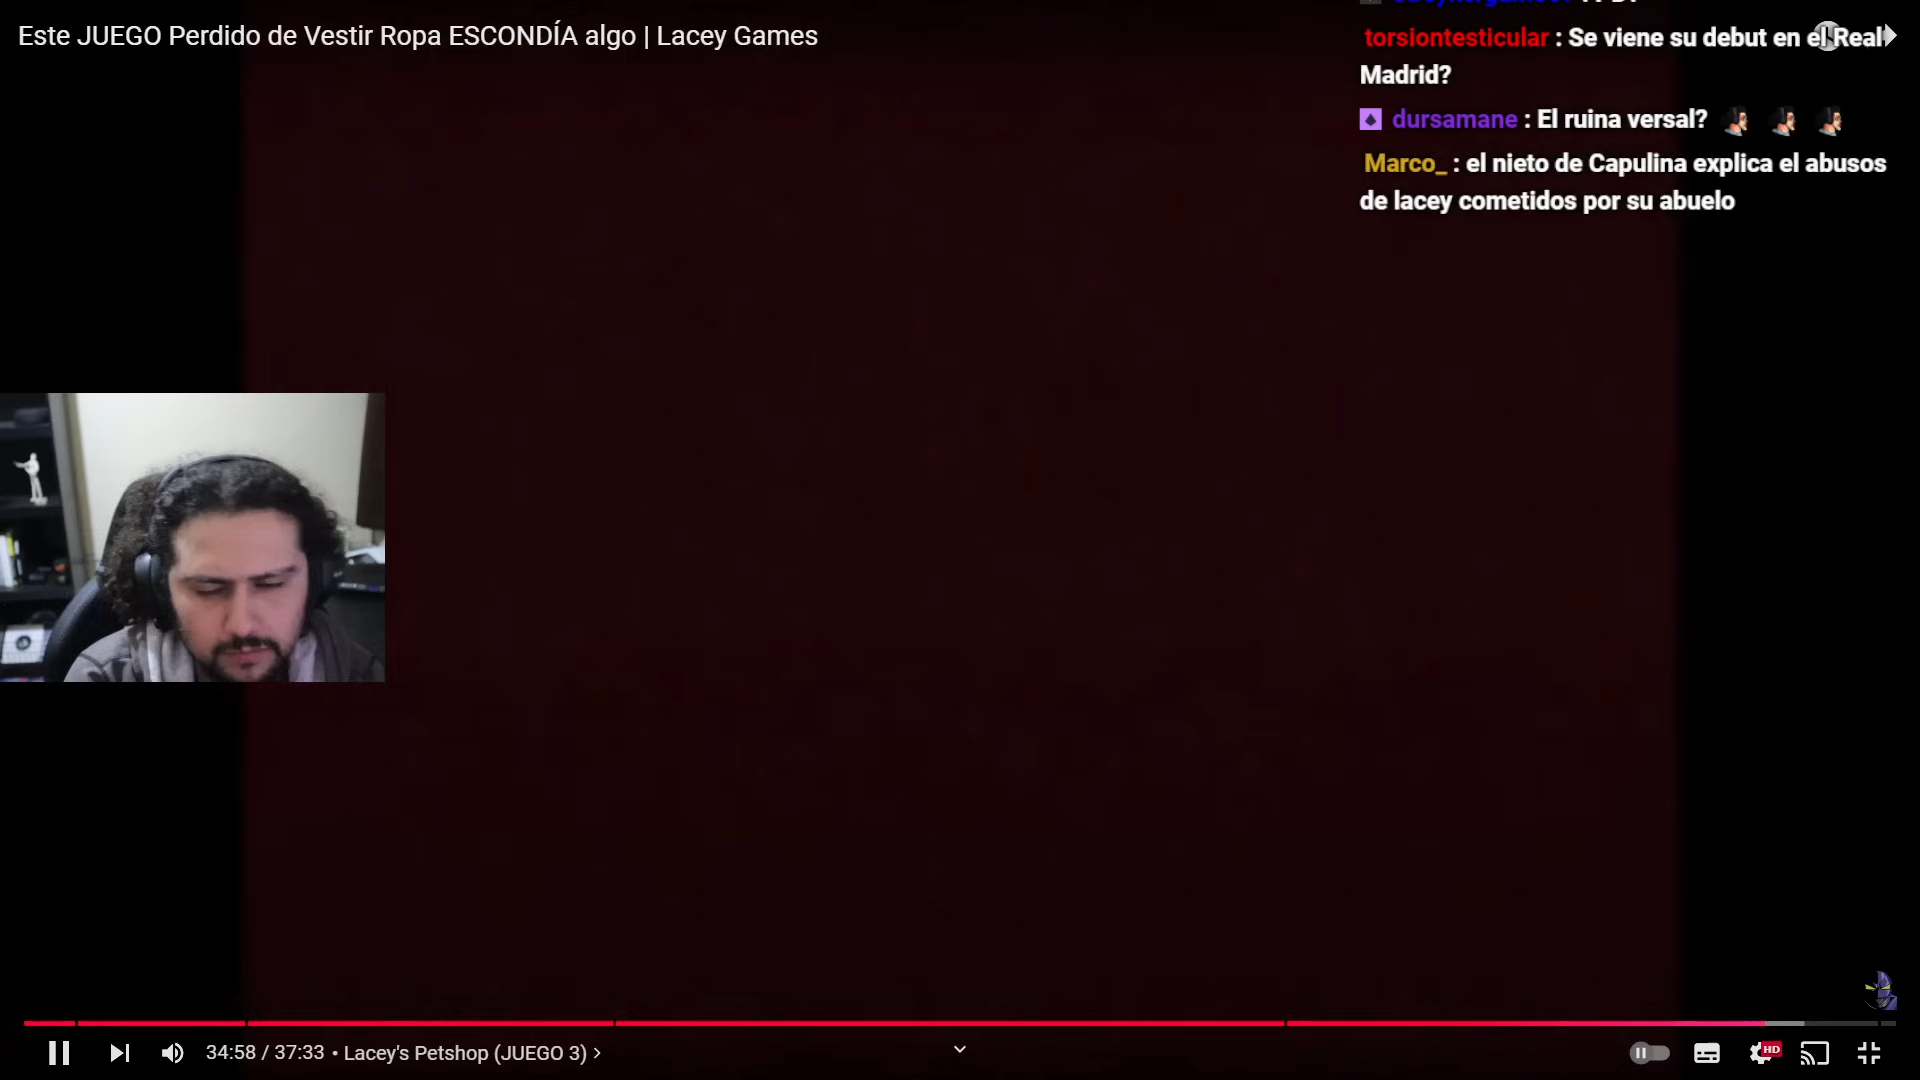 Este JUEGO Perdido de Vestir Ropa ESCONDÍA algo | Lacey Games
torsiontesticular : Se viene su debut en el Real
Madrid?
dursamane : El ruina versal?
Marco_ : el nieto de Capulina explica el abusos
de lacey cometidos por su abuelo
34:58 / 37:33 • Lacey's Petshop (JUEGO 3)
HD